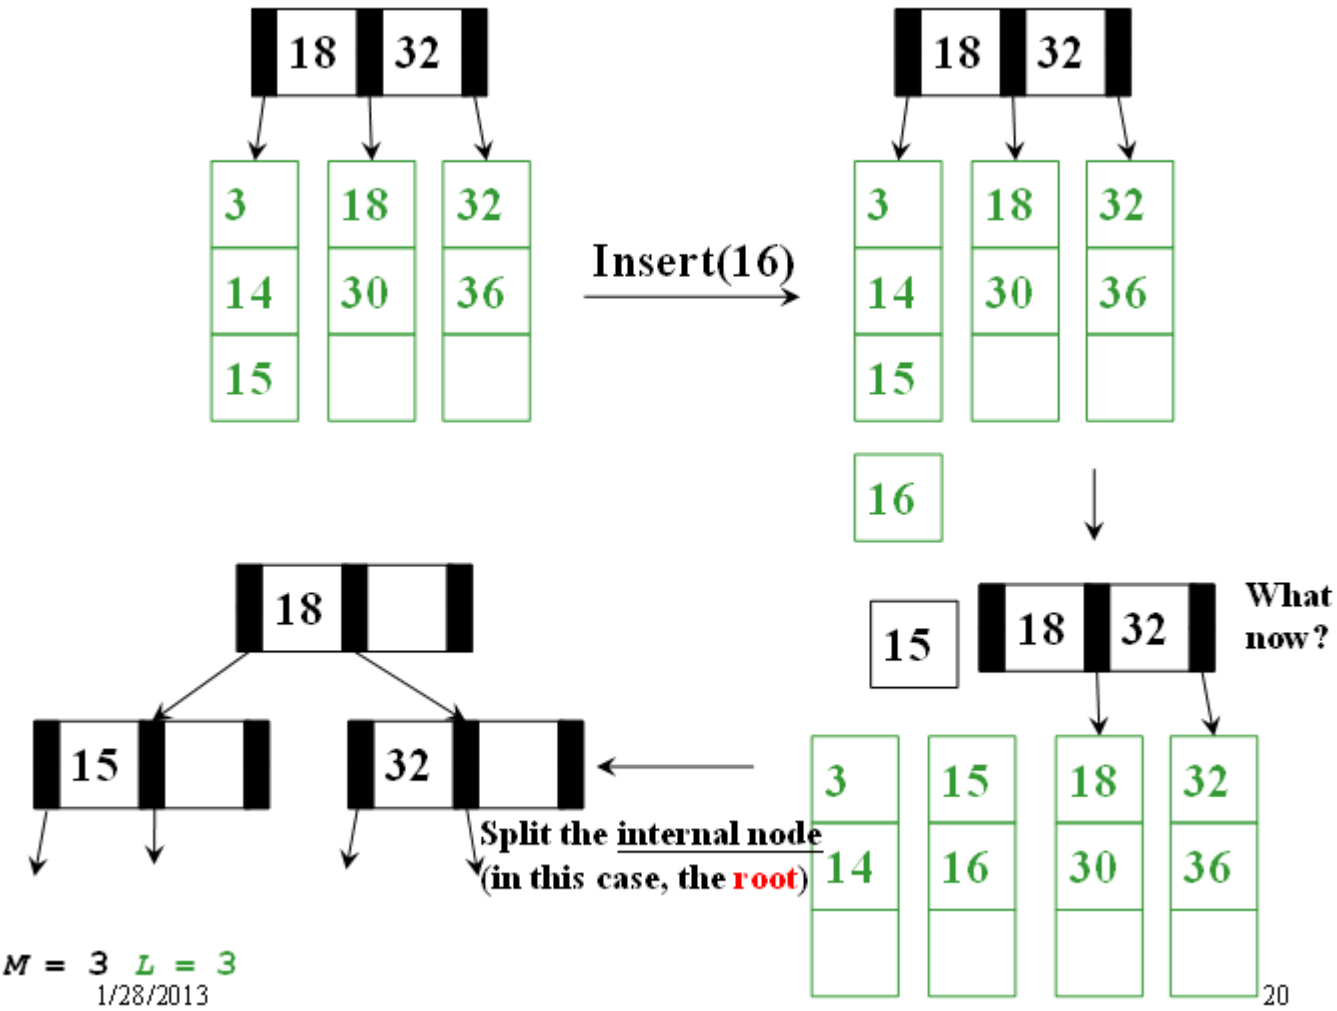 18 32
3 18 32
14 30 36
15
Insert(16)
18 32
3 18 32
14 30 36
15
16
15 18 32
What
now?
3 15 18 32
14 16 30 36
18
15 32
Split the internal node
(in this case, the root)
M = 3 L = 3
1/28/2013
20